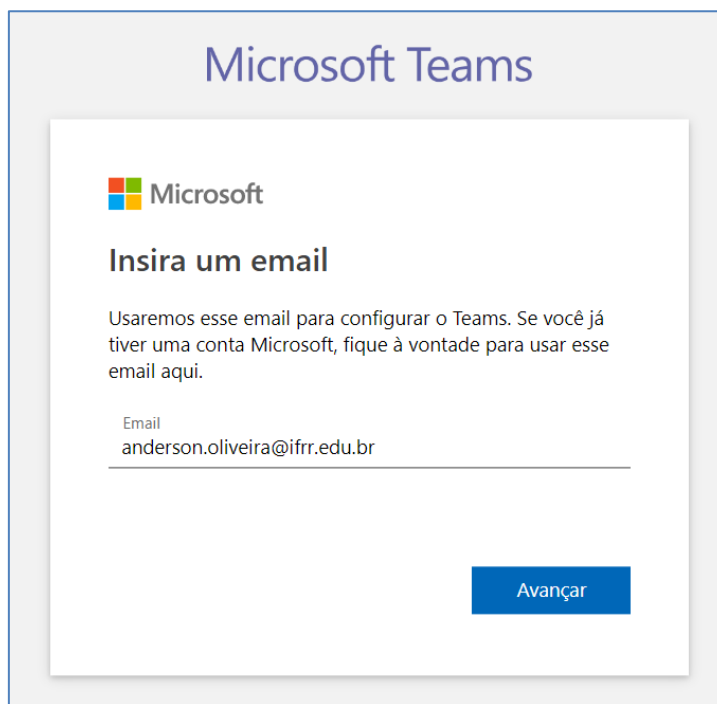 Microsoft Teams
Microsoft
Insira um email
Usaremos esse email para configurar o Teams. Se você já
tiver uma conta Microsoft, fique à vontade para usar esse
email aqui.
Email
anderson.oliveira@ifrr.edu.br
Avançar